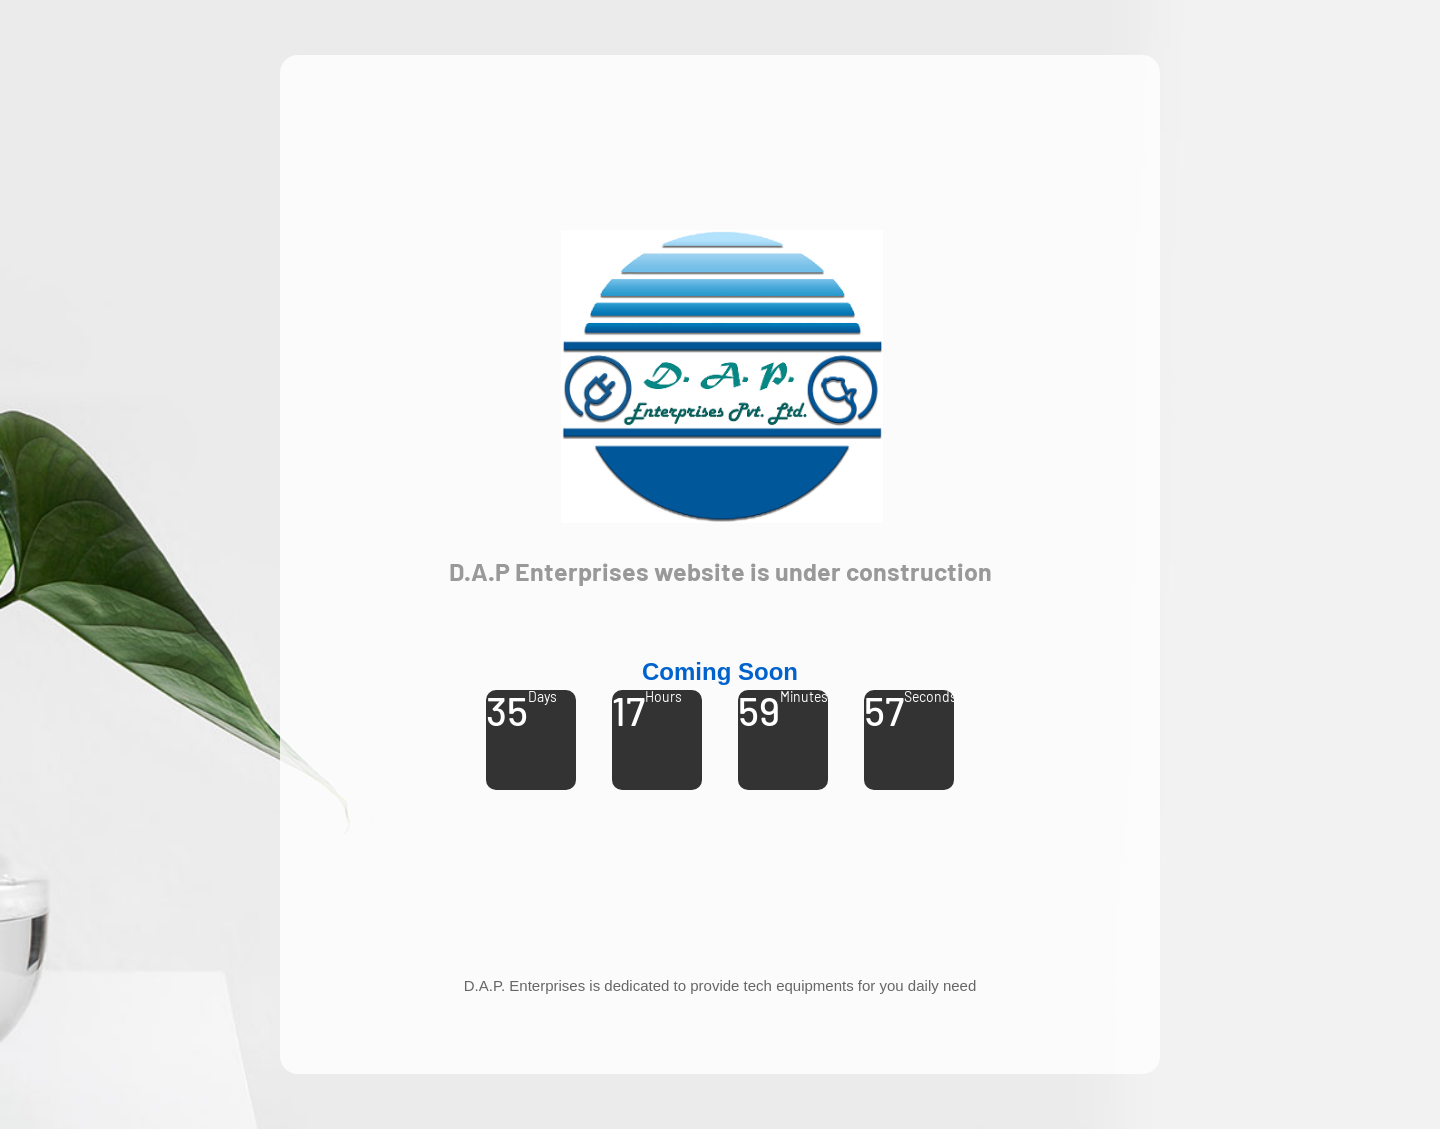 D. A. P.
Enterprises Pvt. Ltd.
D.A.P Enterprises website is under construction
Coming Soon
35 Days 17 Hours 59 Minutes 57 Seconds
D.A.P. Enterprises is dedicated to provide tech equipments for you daily need